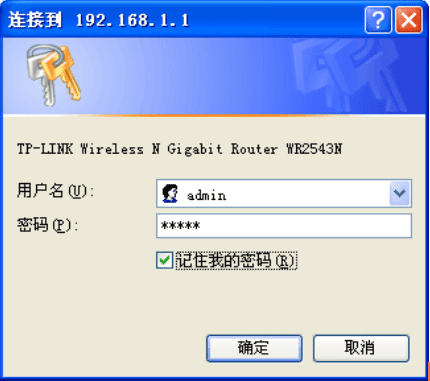 连接到 192.168.1.1
TP-LINK Wireless N Gigabit Router WR2543N
用户名(U):
admin
密码(P):
*****
记住我的密码(R)
确定
取消